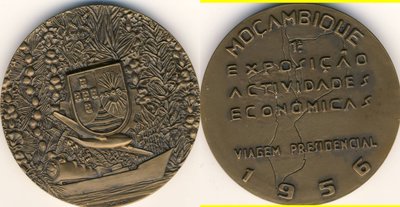 MOÇAMBIQUE
1ª
EXPOSIÇÃO
ACTIVIDADES
ECONÓMICAS
VIAGEM PRESIDENCIAL
1956